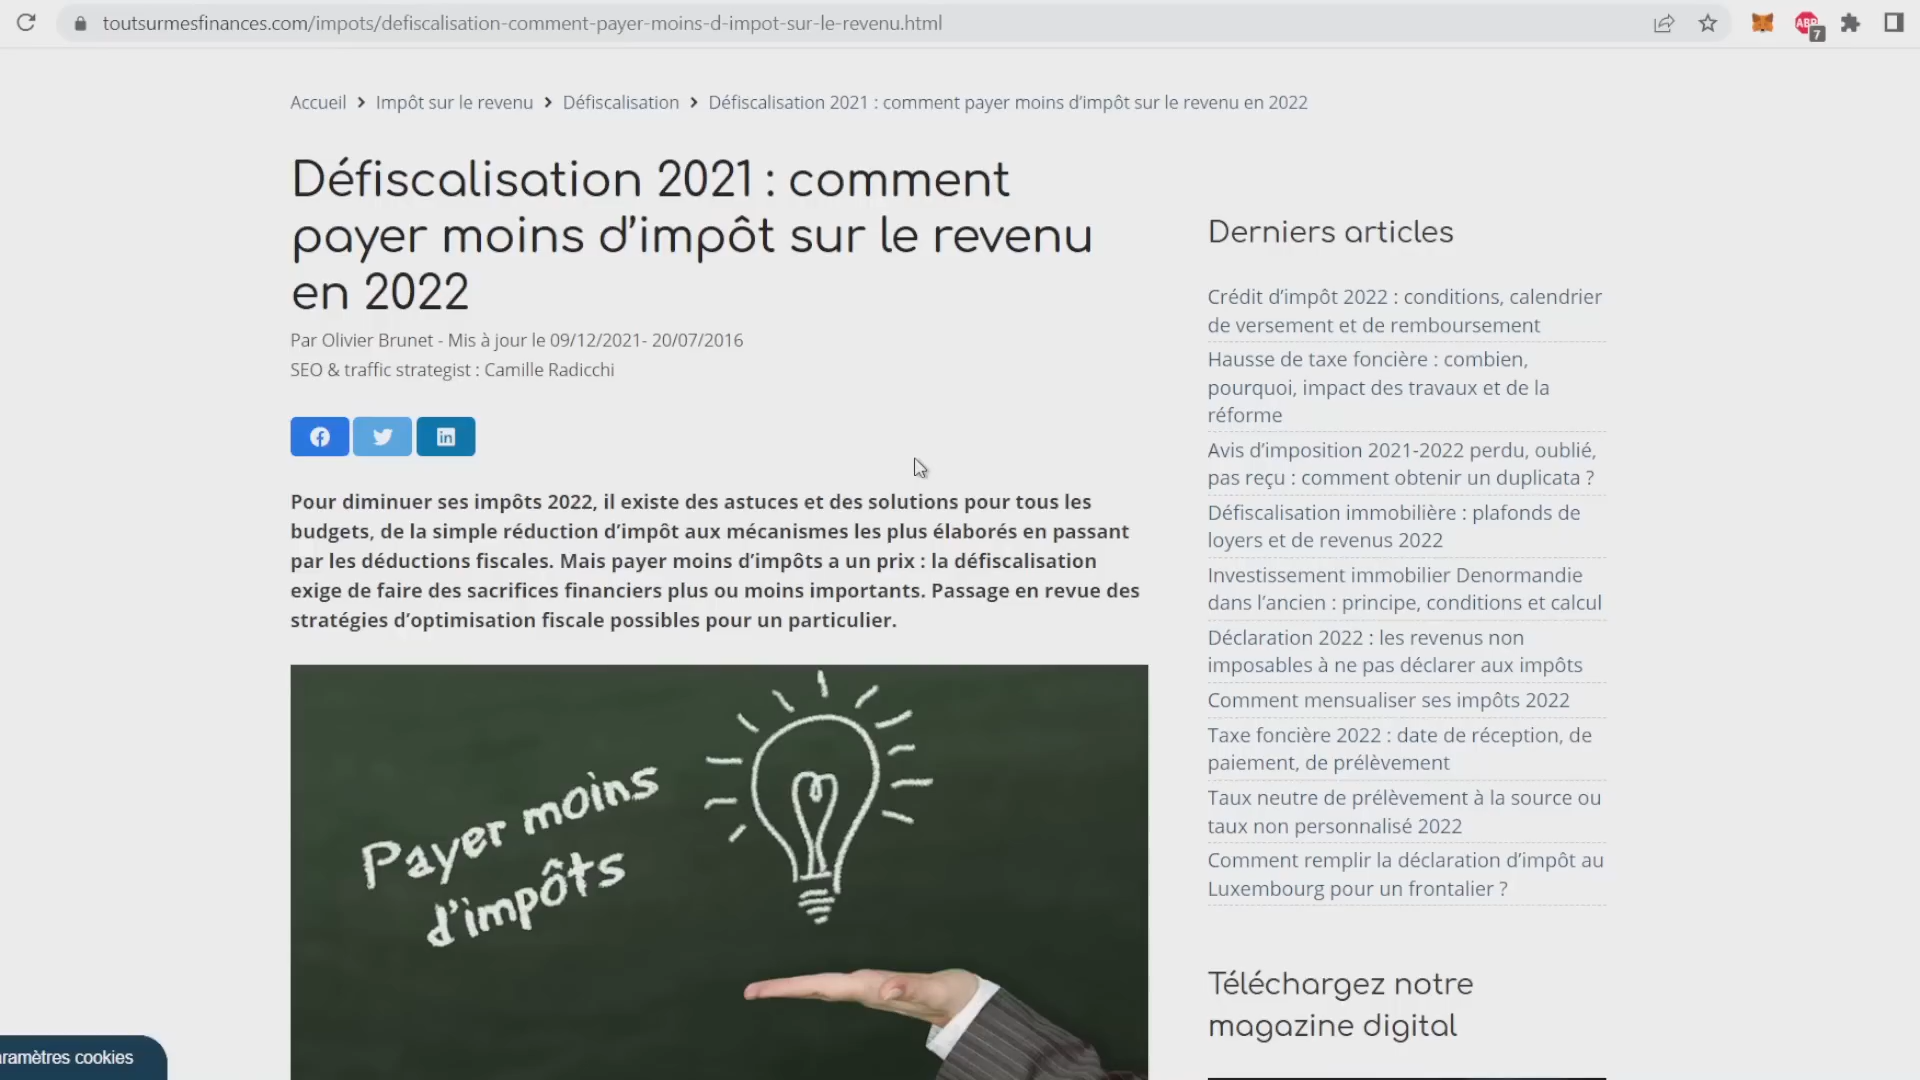 toutsurmesfinances.com/impots/defiscalisation-comment-payer-moins-d-impot-sur-le-revenu.html
ABP
7
Accueil > Impôt sur le revenu > Défiscalisation > Défiscalisation 2021 : comment payer moins d’impôt sur le revenu en 2022
Défiscalisation 2021 : comment
payer moins d’impôt sur le revenu
en 2022
Par Olivier Brunet - Mis à jour le 09/12/2021- 20/07/2016
SEO & traffic strategist : Camille Radicchi
Pour diminuer ses impôts 2022, il existe des astuces et des solutions pour tous les
budgets, de la simple réduction d’impôt aux mécanismes les plus élaborés en passant
par les déductions fiscales. Mais payer moins d’impôts a un prix : la défiscalisation
exige de faire des sacrifices financiers plus ou moins importants. Passage en revue des
stratégies d’optimisation fiscale possibles pour un particulier.
Payer moins
d’impôts
aramètres cookies
Derniers articles
Crédit d’impôt 2022 : conditions, calendrier
de versement et de remboursement
Hausse de taxe foncière : combien,
pourquoi, impact des travaux et de la
réforme
Avis d’imposition 2021-2022 perdu, oublié,
pas reçu : comment obtenir un duplicata ?
Défiscalisation immobilière : plafonds de
loyers et de revenus 2022
Investissement immobilier Denormandie
dans l’ancien : principe, conditions et calcul
Déclaration 2022 : les revenus non
imposables à ne pas déclarer aux impôts
Comment mensualiser ses impôts 2022
Taxe foncière 2022 : date de réception, de
paiement, de prélèvement
Taux neutre de prélèvement à la source ou
taux non personnalisé 2022
Comment remplir la déclaration d’impôt au
Luxembourg pour un frontalier ?
Téléchargez notre
magazine digital